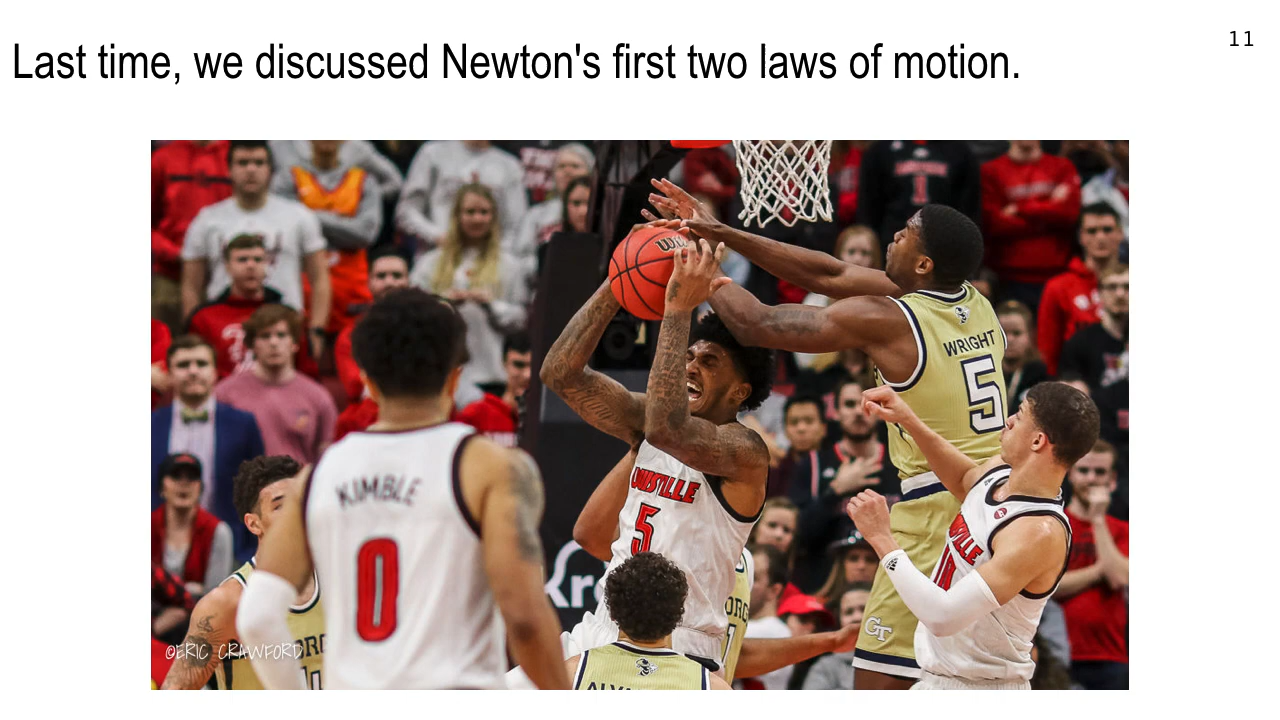 Last time, we discussed Newton's first two laws of motion.
11
WRIGHT
5
KIMBLE
0
LOUISVILLE
5
GT
©ERIC CRAWFORD